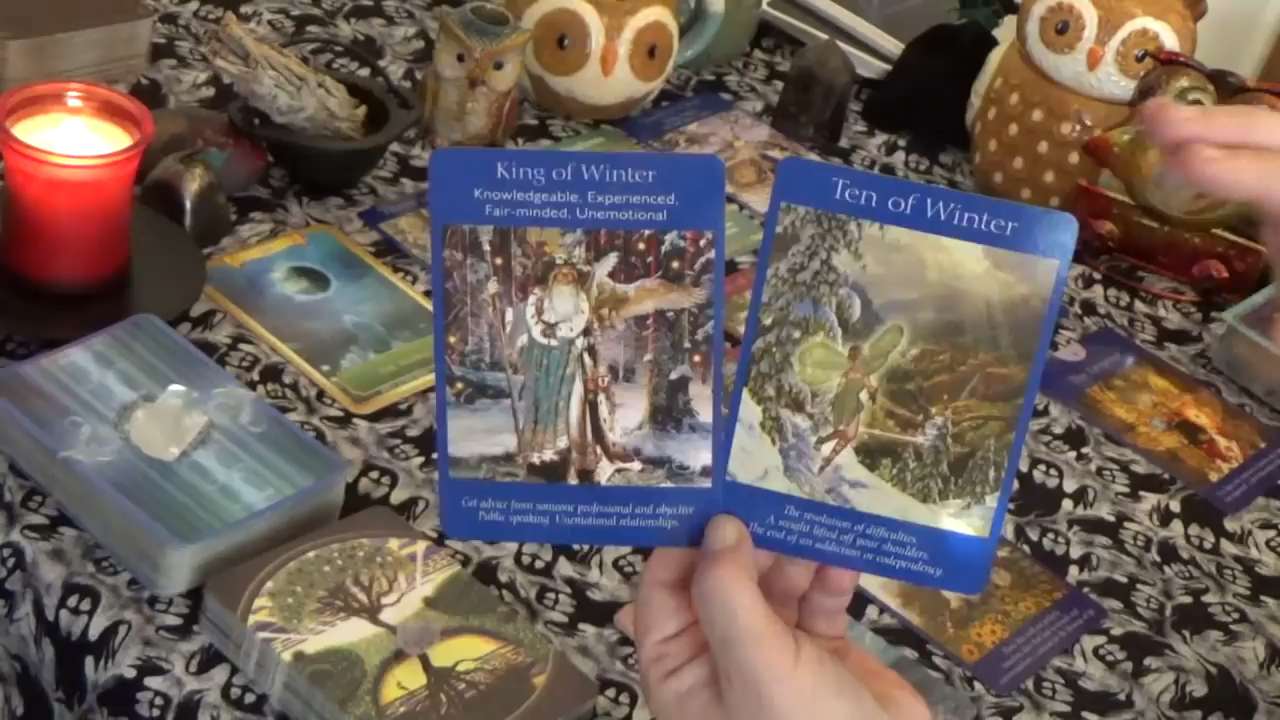 King of Winter
Knowledgeable, Experienced,
Fair-minded, Unemotional
Get advice from someone professional and objective
Public speaking. Unemotional relationships.
Ten of Winter
The resolution of difficulties.
A weight lifted off your shoulders.
The end of an addiction or codependency.